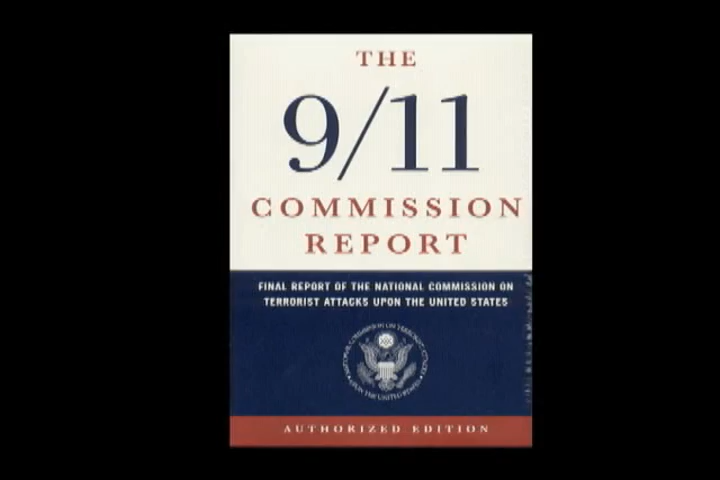 THE
9/11
COMMISSION
REPORT
FINAL REPORT OF THE NATIONAL COMMISSION ON
TERRORIST ATTACKS UPON THE UNITED STATES
AUTHORIZED EDITION